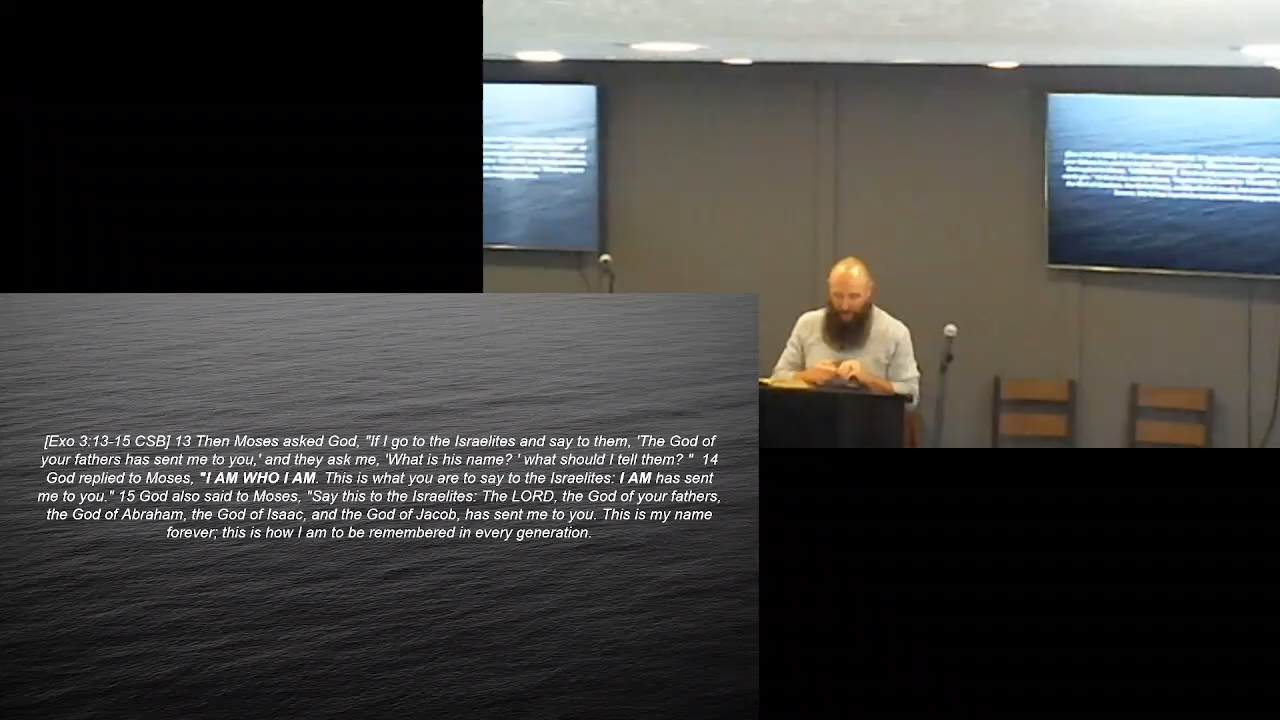 [Exo 3:13-15 CSB] 13 Then Moses asked God, "If I go to the Israelites and say to them, 'The God of
your fathers has sent me to you,' and they ask me, 'What is his name? ' what should I tell them? "  14
God replied to Moses, "I AM WHO I AM. This is what you are to say to the Israelites: I AM has sent
me to you." 15 God also said to Moses, "Say this to the Israelites: The LORD, the God of your fathers,
the God of Abraham, the God of Isaac, and the God of Jacob, has sent me to you. This is my name
forever; this is how I am to be remembered in every generation.